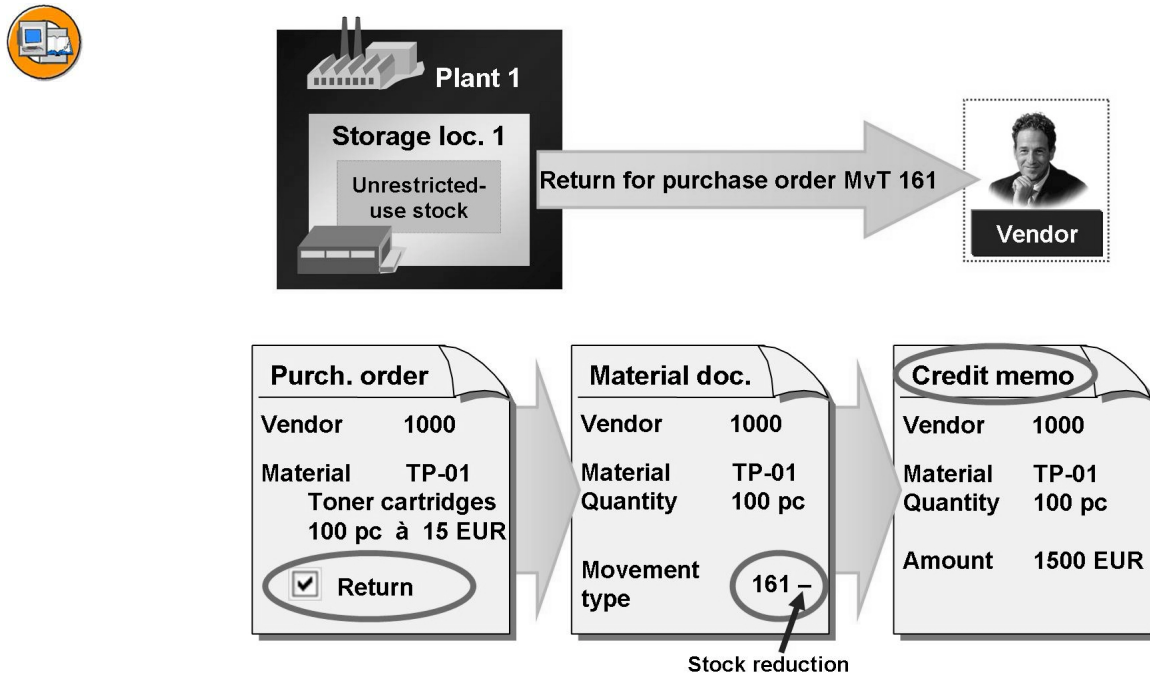 Plant 1
Storage loc. 1
Unrestricted-
use stock
Return for purchase order MvT 161
Vendor
Purch. order
Vendor 1000
Material TP-01
Toner cartridges
100 pc à 15 EUR
Return
Material doc.
Vendor 1000
Material TP-01
Quantity 100 pc
Movement
type 161 –
Stock reduction
Credit memo
Vendor 1000
Material TP-01
Quantity 100 pc
Amount 1500 EUR